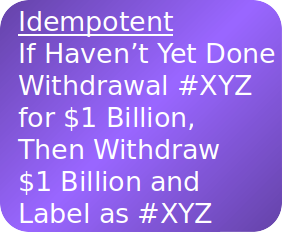 Idempotent
If Haven’t Yet Done
Withdrawal #XYZ
for $1 Billion,
Then Withdraw
$1 Billion and
Label as #XYZ